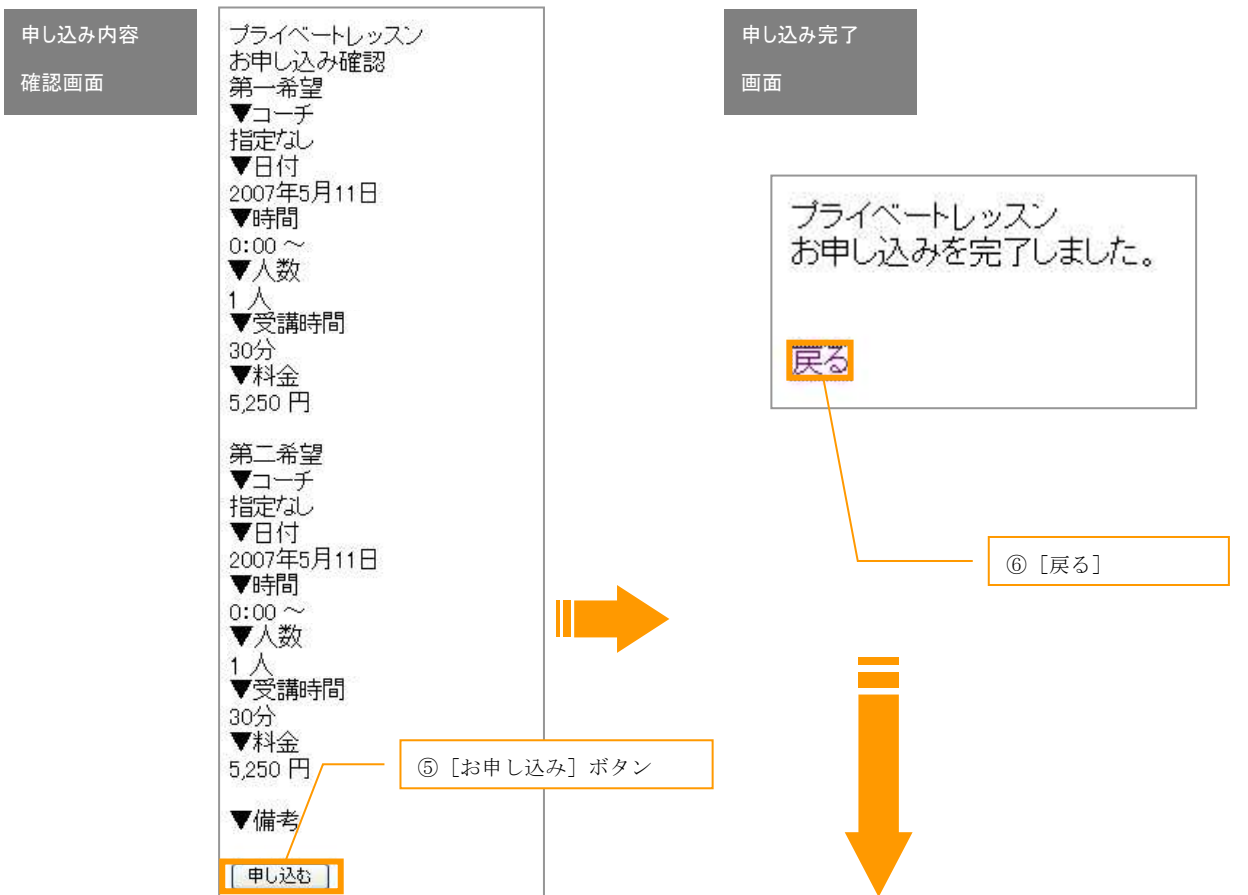 申し込み内容
確認画面
プライベートレッスン
お申し込み確認
第一希望
▼コーチ
指定なし
▼日付
2007年5月11日
▼時間
0:00 ～
▼人数
1 人
▼受講時間
30分
▼料金
5,250 円
第二希望
▼コーチ
指定なし
▼日付
2007年5月11日
▼時間
0:00 ～
▼人数
1 人
▼受講時間
30分
▼料金
5,250 円
▼備考
申し込む
⑤［お申し込み］ボタン
申し込み完了
画面
プライベートレッスン
お申し込みを完了しました。
戻る
⑥［戻る］